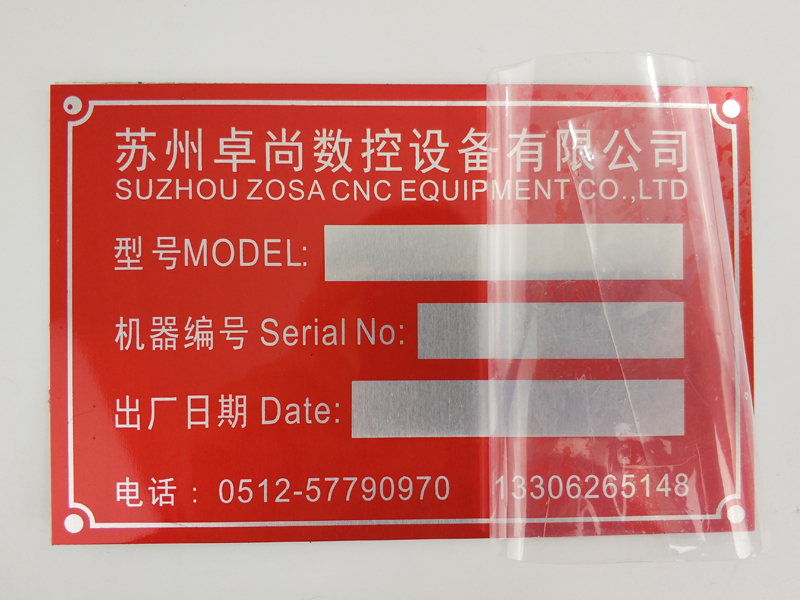 苏州卓尚数控设备有限公司
SUZHOU ZOSA CNC EQUIPMENT CO.,LTD
型号MODEL:
机器编号 Serial No:
出厂日期 Date:
电话：0512-57790970 13306265148